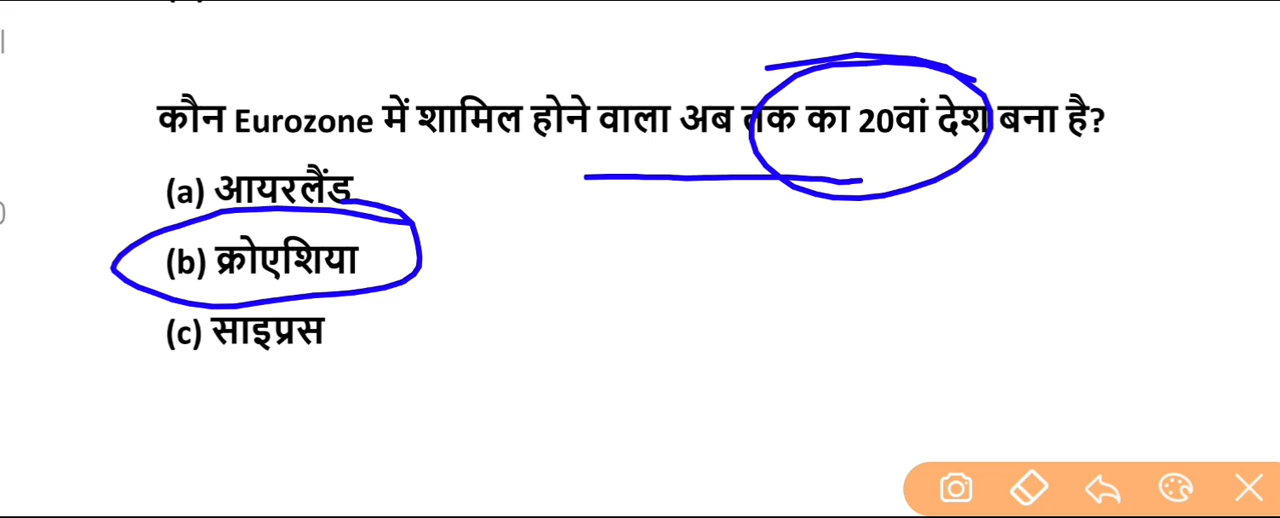 कौन Eurozone में शामिल होने वाला अब तक का 20वां देश बना है?
(a) आयरलैंड
(b) क्रोएशिया
(c) साइप्रस